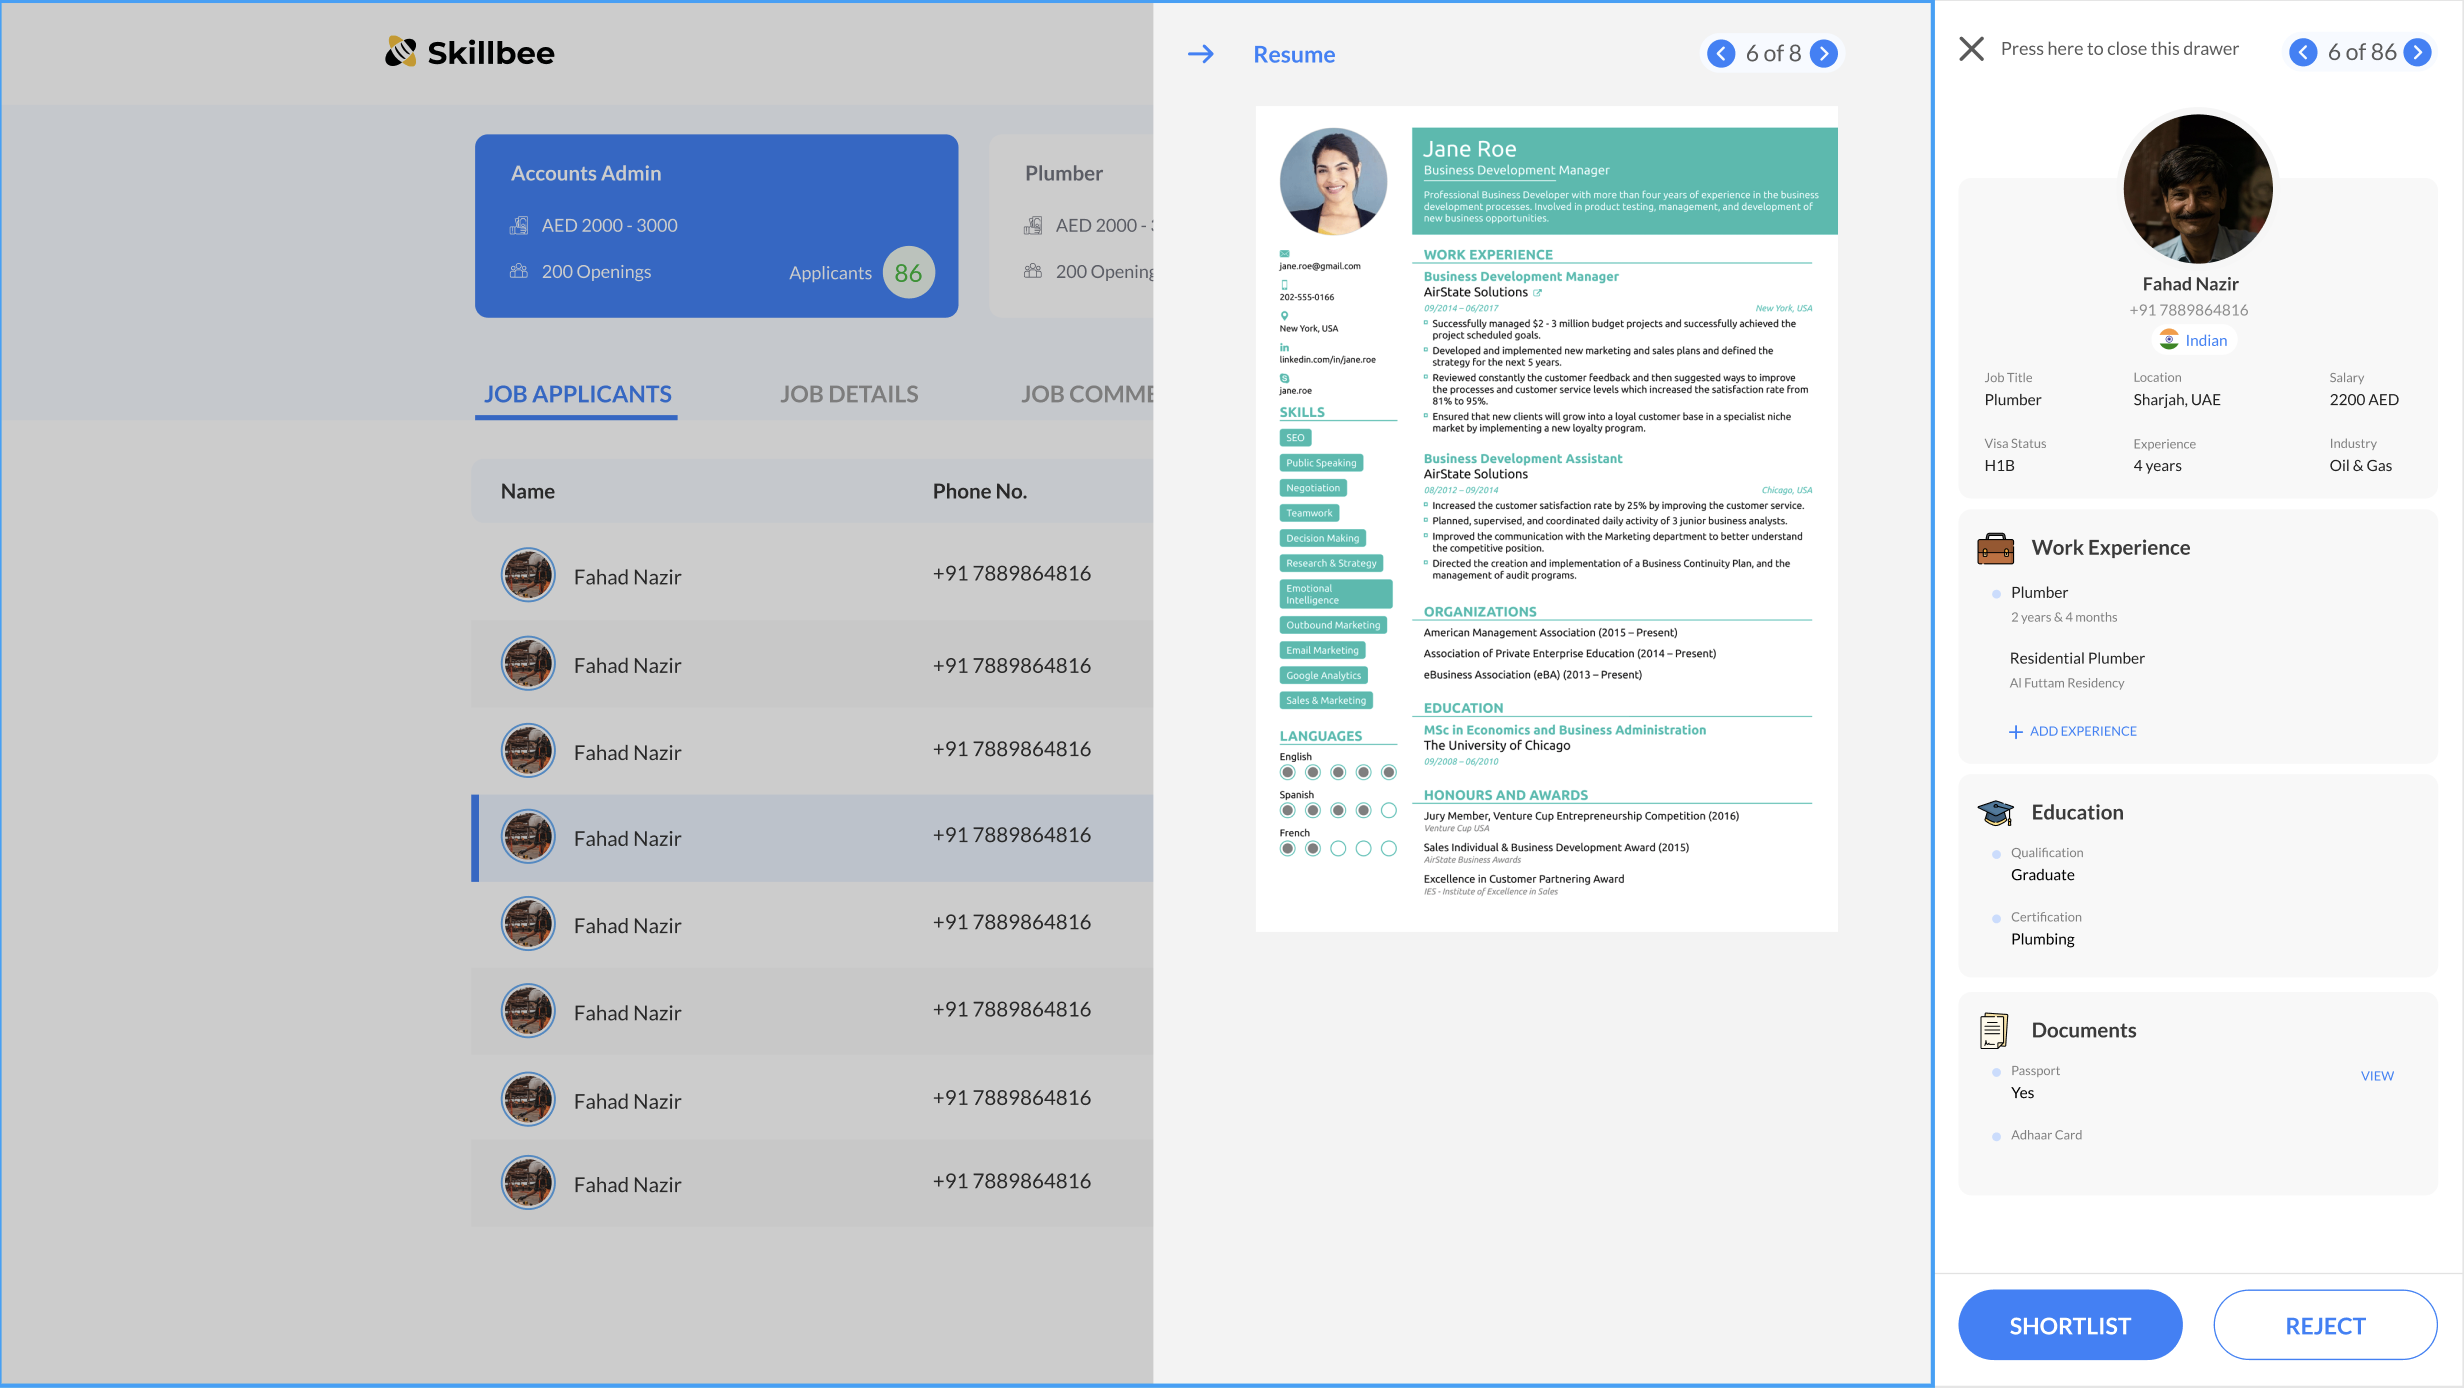 Skillbee
Accounts Admin
AED 2000 - 3000
200 Openings
Applicants 86
Plumber
AED 2000 -
200 Opening
JOB APPLICANTS
JOB DETAILS
JOB COMME
Name
Phone No.
Fahad Nazir
+91 7889864816
Fahad Nazir
+91 7889864816
Fahad Nazir
+91 7889864816
Fahad Nazir
+91 7889864816
Fahad Nazir
+91 7889864816
Fahad Nazir
+91 7889864816
Fahad Nazir
+91 7889864816
Fahad Nazir
+91 7889864816
Resume
6 of 8
Jane Roe
Business Development Manager
Professional Business Developer with more than four years of experience in the business
development processes. Involved in product testing, management, and development of
new business opportunities.
jane.roe@gmail.com
202-555-0166
New York, USA
linkedin.com/in/jane.roe
jane.roe
SKILLS
SEO
Public Speaking
Negotiation
Teamwork
Decision Making
Research & Strategy
Emotional
Intelligence
Outbound Marketing
Email Marketing
Google Analytics
Sales & Marketing
LANGUAGES
English
Spanish
French
WORK EXPERIENCE
Business Development Manager
AirState Solutions
09/2014 – 06/2017
New York, USA
Successfully managed $2 - 3 million budget projects and successfully achieved the
project scheduled goals.
Developed and implemented new marketing and sales plans and defined the
strategy for the next 5 years.
Reviewed constantly the customer feedback and then suggested ways to improve
the processes and customer service levels which increased the satisfaction rate from
81% to 95%.
Ensured that new clients will grow into a loyal customer base in a specialist niche
market by implementing a new loyalty program.
Business Development Assistant
AirState Solutions
08/2012 – 09/2014
Chicago, USA
Increased the customer satisfaction rate by 25% by improving the customer service.
Planned, supervised, and coordinated daily activity of 3 junior business analysts.
Improved the communication with the Marketing department to better understand
the competitive position.
Directed the creation and implementation of a Business Continuity Plan, and the
management of audit programs.
ORGANIZATIONS
American Management Association (2015 – Present)
Association of Private Enterprise Education (2014 – Present)
eBusiness Association (eBA) (2013 – Present)
EDUCATION
MSc in Economics and Business Administration
The University of Chicago
09/2008 – 06/2010
HONOURS AND AWARDS
Jury Member, Venture Cup Entrepreneurship Competition (2016)
Venture Cup USA
Sales Individual & Business Development Award (2015)
AirState Business Awards
Excellence in Customer Partnering Award
IES - Institute of Excellence in Sales
Press here to close this drawer
6 of 86
Fahad Nazir
+91 7889864816
Indian
Job Title
Plumber
Location
Sharjah, UAE
Salary
2200 AED
Visa Status
H1B
Experience
4 years
Industry
Oil & Gas
Work Experience
Plumber
2 years & 4 months
Residential Plumber
Al Futtam Residency
ADD EXPERIENCE
Education
Qualification
Graduate
Certification
Plumbing
Documents
Passport
Yes
VIEW
Adhaar Card
SHORTLIST
REJECT